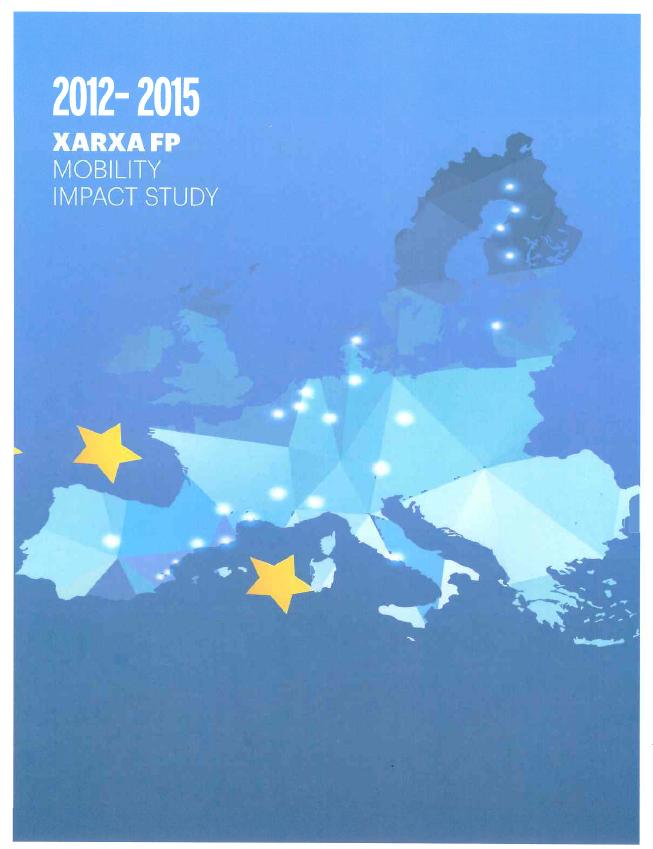 2012- 2015
XARXA FP
MOBILITY
IMPACT STUDY